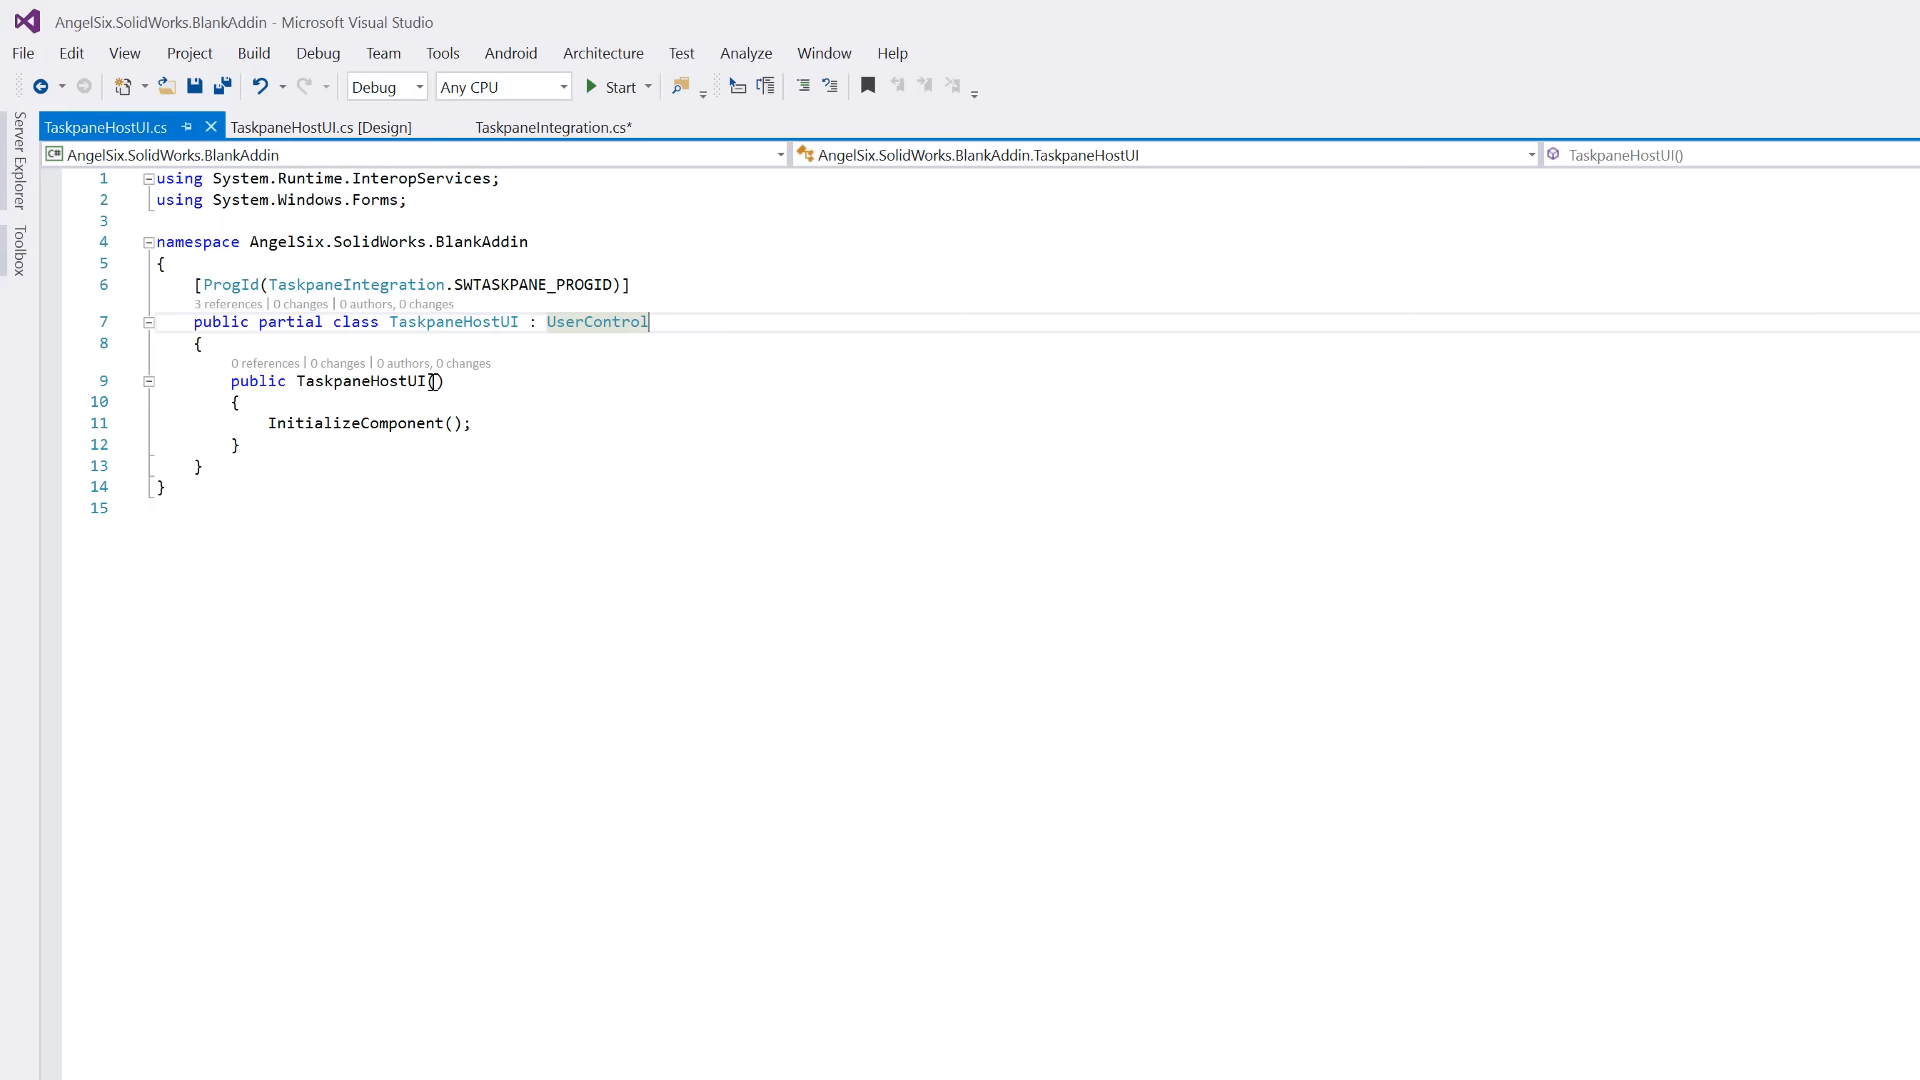 AngelSix.SolidWorks.BlankAddin - Microsoft Visual Studio
File Edit View Project Build Debug Team Tools Android Architecture Test Analyze Window Help
Debug Any CPU Start
TaskpaneHostUI.cs TaskpaneHostUI.cs [Design] TaskpaneIntegration.cs*
AngelSix.SolidWorks.BlankAddin AngelSix.SolidWorks.BlankAddin.TaskpaneHostUI TaskpaneHostUI()
Server Explorer
Toolbox
1 using System.Runtime.InteropServices;
2 using System.Windows.Forms;
3
4 namespace AngelSix.SolidWorks.BlankAddin
5 {
6 [ProgId(TaskpaneIntegration.SWTASKPANE_PROGID)]
3 references | 0 changes | 0 authors, 0 changes
7 public partial class TaskpaneHostUI : UserControl
8 {
0 references | 0 changes | 0 authors, 0 changes
9 public TaskpaneHostUI()
10 {
11 InitializeComponent();
12 }
13 }
14 }
15